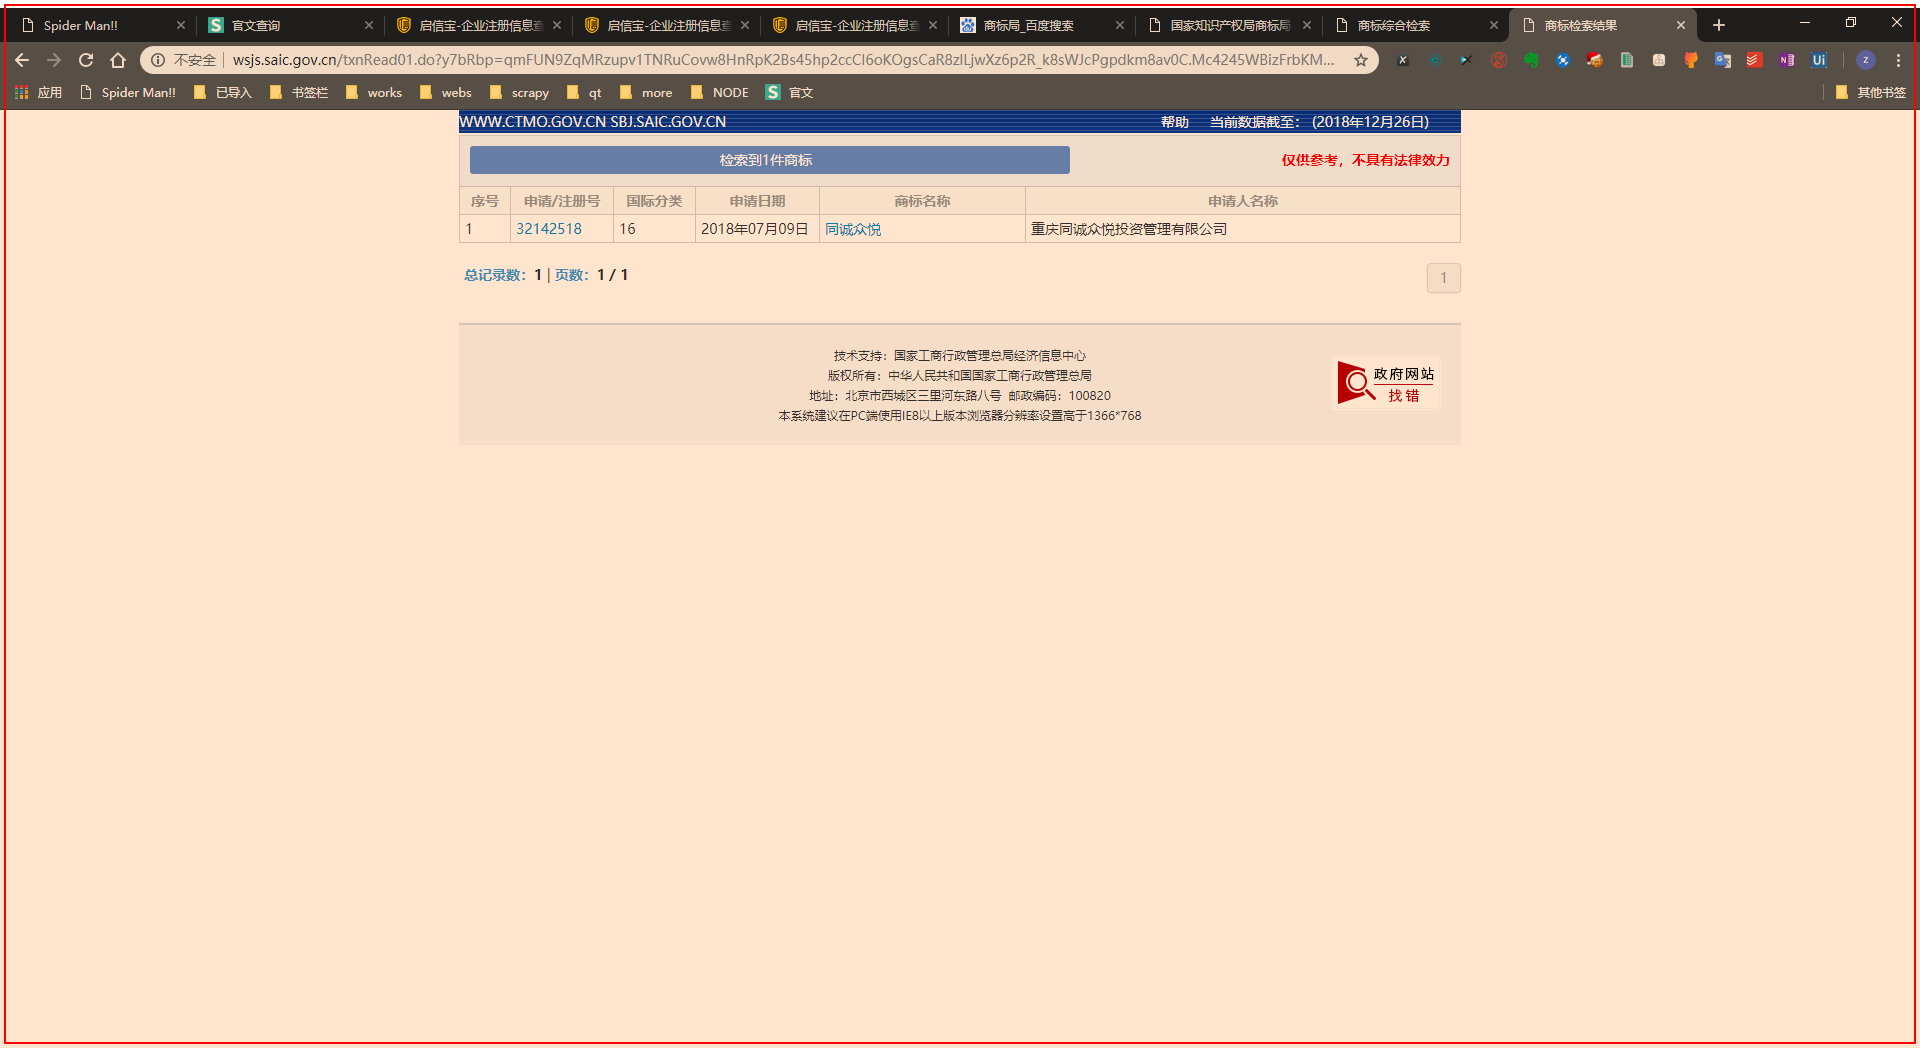 Spider Man!!
官文查询
启信宝-企业注册信息查
启信宝-企业注册信息查
启信宝-企业注册信息查
商标局_百度搜索
国家知识产权局商标局
商标综合检索
商标检索结果
不安全
wsjs.saic.gov.cn/txnRead01.do?y7bRbp=qmFUN9ZqMRzupv1TNRuCovw8HnRpK2Bs45hp2ccCl6oKOgsCaR8zlLjwXz6p2R_k8sWJcPgpdkm8av0C.Mc4245WBizFrbKM...
应用 Spider Man!! 已导入 书签栏 works webs scrapy qt more NODE 官文 其他书签
WWW.CTMO.GOV.CN SBJ.SAIC.GOV.CN 帮助 当前数据截至： (2018年12月26日)
检索到1件商标 仅供参考，不具有法律效力
序号 申请/注册号 国际分类 申请日期 商标名称 申请人名称
1 32142518 16 2018年07月09日 同诚众悦 重庆同诚众悦投资管理有限公司
总记录数：1 | 页数：1 / 1 1
技术支持：国家工商行政管理总局经济信息中心
版权所有：中华人民共和国国家工商行政管理总局
地址：北京市西城区三里河东路八号 邮政编码：100820
本系统建议在PC端使用IE8以上版本浏览器分辨率设置高于1366*768
政府网站
找错